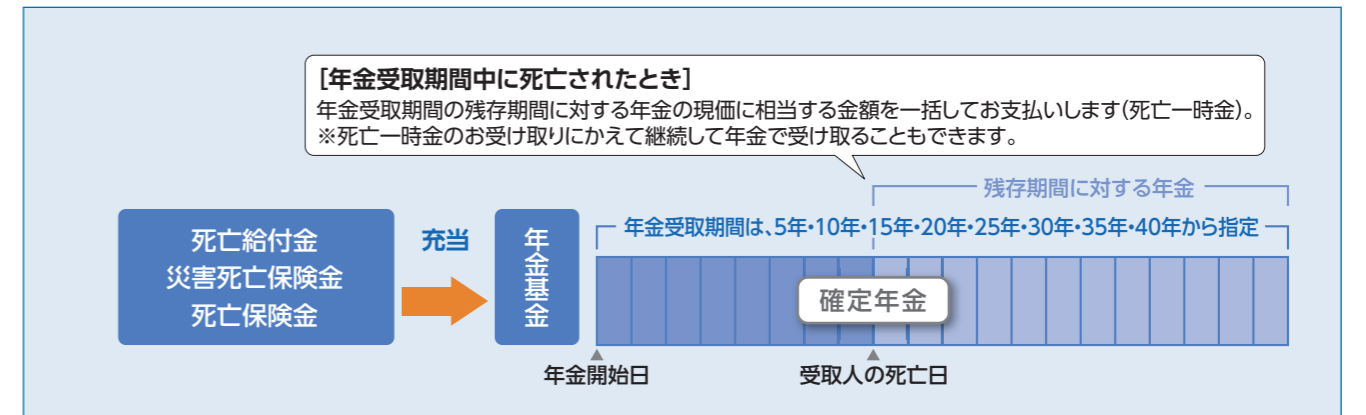 [年金受取期間中に死亡されたとき]
年金受取期間の残存期間に対する年金の現価に相当する金額を一括してお支払いします(死亡一時金)。
※死亡一時金のお受け取りにかえて継続して年金で受け取ることもできます。
残存期間に対する年金
年金受取期間は、5年・10年・15年・20年・25年・30年・35年・40年から指定
死亡給付金
災害死亡保険金
死亡保険金
充当
年金基金
確定年金
年金開始日
受取人の死亡日